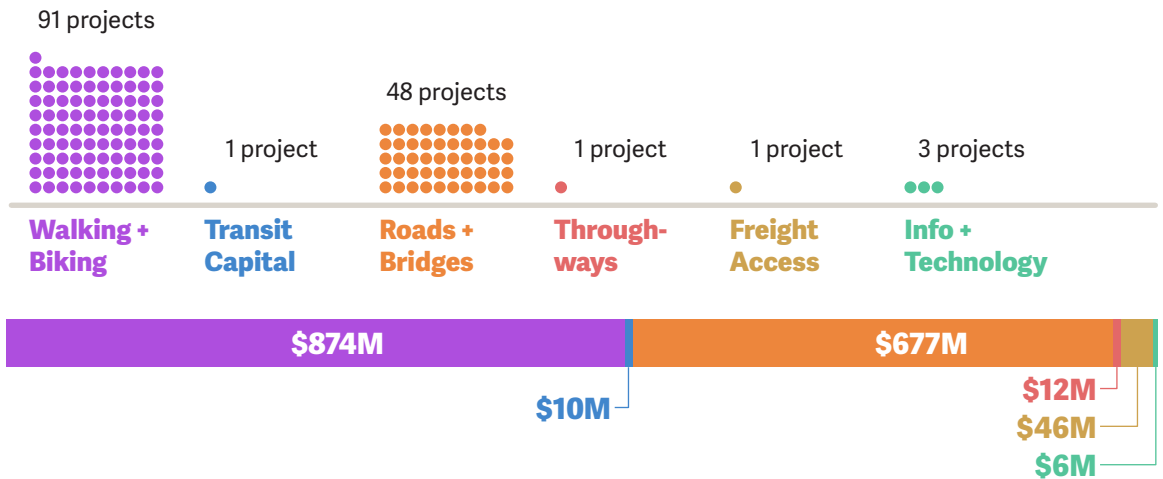 91 projects
48 projects
1 project
1 project
1 project
3 projects
Walking +
Biking
Transit
Capital
Roads +
Bridges
Through-
ways
Freight
Access
Info +
Technology
$874M
$677M
$10M
$12M
$46M
$6M